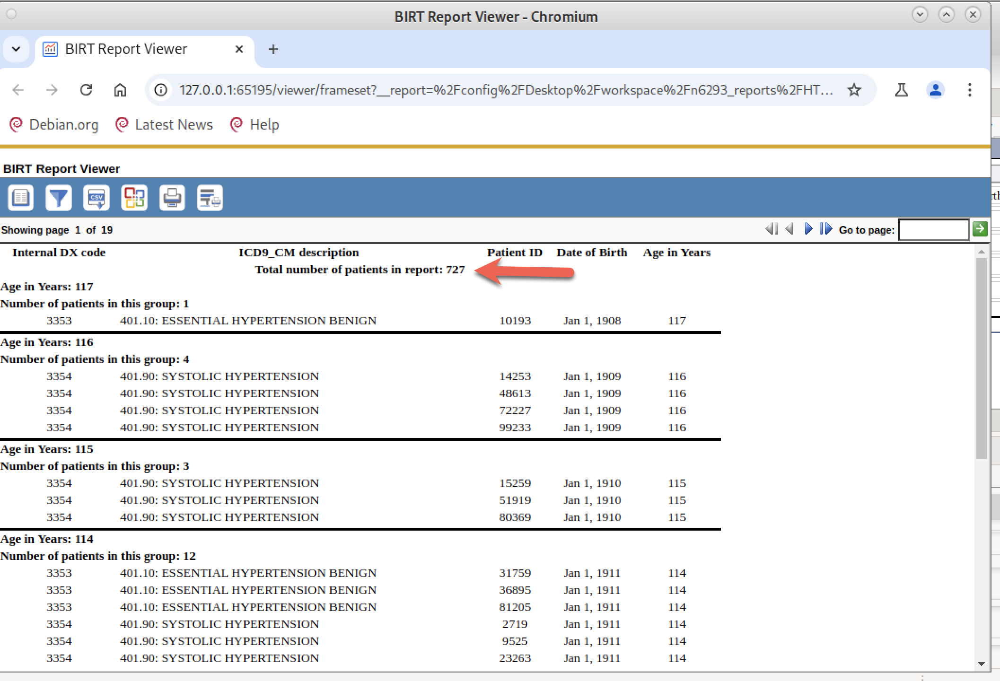 BIRT Report Viewer - Chromium
BIRT Report Viewer
127.0.0.1:65195/viewer/frameset?__report=%2Fconfig%2FDesktop%2Fworkspace%2Fn6293_reports%2FHT...
Debian.org Latest News Help
BIRT Report Viewer
CSV
Showing page 1 of 19 Go to page:
Internal DX code ICD9_CM description Patient ID Date of Birth Age in Years
Total number of patients in report: 727
Age in Years: 117
Number of patients in this group: 1
3353 401.10: ESSENTIAL HYPERTENSION BENIGN 10193 Jan 1, 1908 117
Age in Years: 116
Number of patients in this group: 4
3354 401.90: SYSTOLIC HYPERTENSION 14253 Jan 1, 1909 116
3354 401.90: SYSTOLIC HYPERTENSION 48613 Jan 1, 1909 116
3354 401.90: SYSTOLIC HYPERTENSION 72227 Jan 1, 1909 116
3354 401.90: SYSTOLIC HYPERTENSION 99233 Jan 1, 1909 116
Age in Years: 115
Number of patients in this group: 3
3354 401.90: SYSTOLIC HYPERTENSION 15259 Jan 1, 1910 115
3354 401.90: SYSTOLIC HYPERTENSION 51919 Jan 1, 1910 115
3354 401.90: SYSTOLIC HYPERTENSION 80369 Jan 1, 1910 115
Age in Years: 114
Number of patients in this group: 12
3353 401.10: ESSENTIAL HYPERTENSION BENIGN 31759 Jan 1, 1911 114
3353 401.10: ESSENTIAL HYPERTENSION BENIGN 36895 Jan 1, 1911 114
3353 401.10: ESSENTIAL HYPERTENSION BENIGN 81205 Jan 1, 1911 114
3354 401.90: SYSTOLIC HYPERTENSION 2719 Jan 1, 1911 114
3354 401.90: SYSTOLIC HYPERTENSION 9525 Jan 1, 1911 114
3354 401.90: SYSTOLIC HYPERTENSION 23263 Jan 1, 1911 114